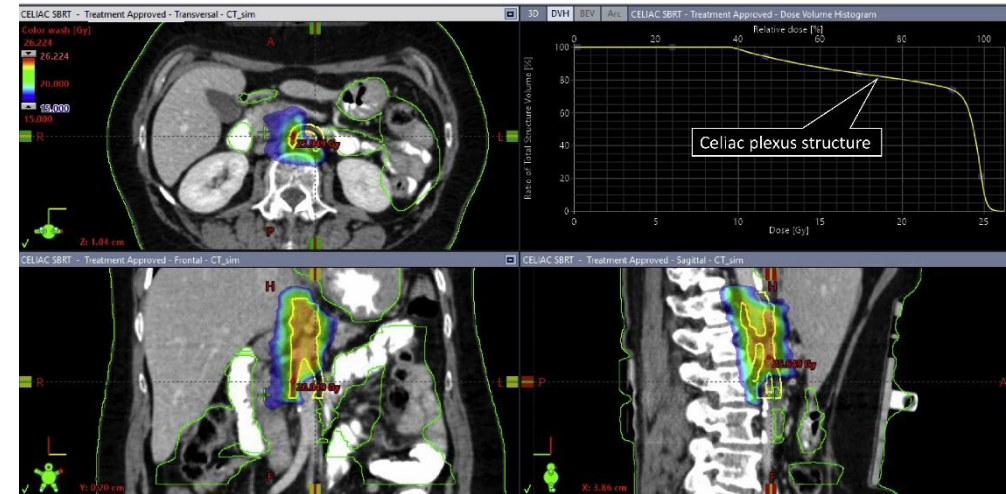 CELIAC SBRT - Treatment Approved - Transversal - CT_sim
Color wash [Gy]
26.224
26.224
20.000
15.000
15.000
A
R
L
P
Z: 1.04 cm
3D DVH BEV Arc CELIAC SBRT - Treatment Approved - Dose Volume Histogram
Relative dose [%]
0 20 40 60 80 100
Ratio of Total Structure Volume [%]
100
80
60
40
20
0
Celiac plexus structure
0 5 10 15 20 25
Dose [Gy]
CELIAC SBRT - Treatment Approved - Frontal - CT_sim
H
R
L
Y: 0.20 cm
CELIAC SBRT - Treatment Approved - Sagittal - CT_sim
H
P
A
F
X: 3.86 cm